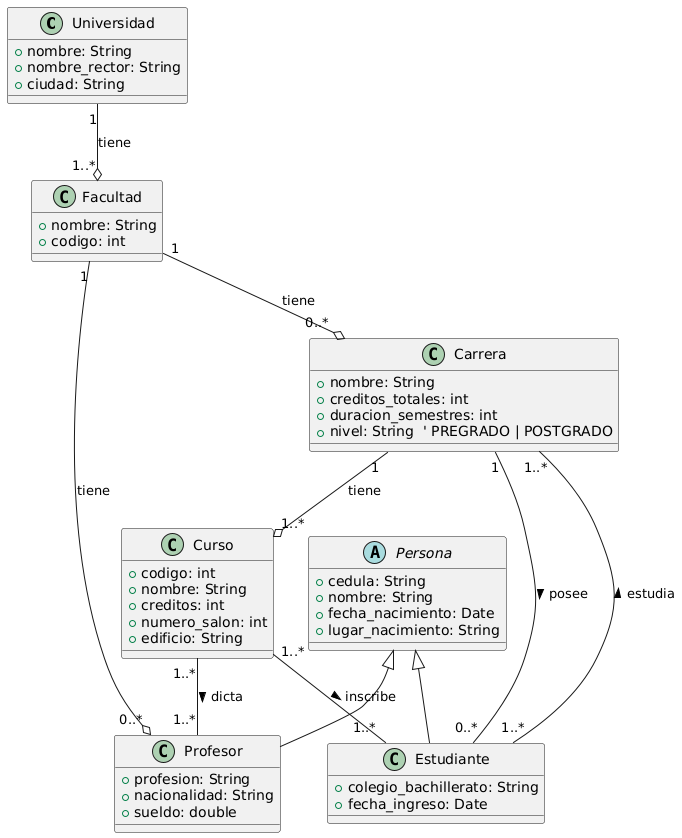 C Universidad
nombre: String
nombre_rector: String
ciudad: String
1
tiene
1..*
C Facultad
nombre: String
codigo: int
1
1
tiene
0..*
C Carrera
nombre: String
creditos_totales: int
duracion_semestres: int
nivel: String ' PREGRADO | POSTGRADO
1
1
1..*
tiene
tiene
1..*
C Curso
codigo: int
nombre: String
creditos: int
numero_salon: int
edificio: String
A Persona
cedula: String
nombre: String
fecha_nacimiento: Date
lugar_nacimiento: String
posee
estudia
1..*
1..*
dicta
inscribe
0..*
1..*
1..*
0..*
1..*
C Profesor
profesion: String
nacionalidad: String
sueldo: double
C Estudiante
colegio_bachillerato: String
fecha_ingreso: Date